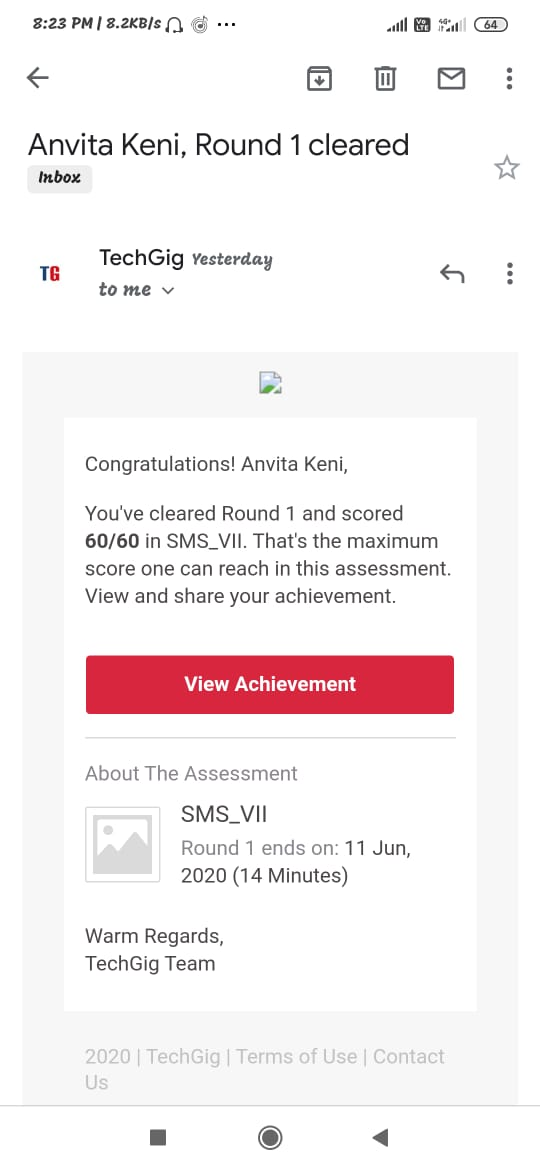 8:23 PM | 8.2KB/s ...
Vo LTE 4G+ 64
Anvita Keni, Round 1 cleared
Inbox
TG
TechGig Yesterday
to me
Congratulations! Anvita Keni,
You've cleared Round 1 and scored
60/60 in SMS_VII. That's the maximum
score one can reach in this assessment.
View and share your achievement.
View Achievement
About The Assessment
SMS_VII
Round 1 ends on: 11 Jun,
2020 (14 Minutes)
Warm Regards,
TechGig Team
2020 | TechGig | Terms of Use | Contact
Us